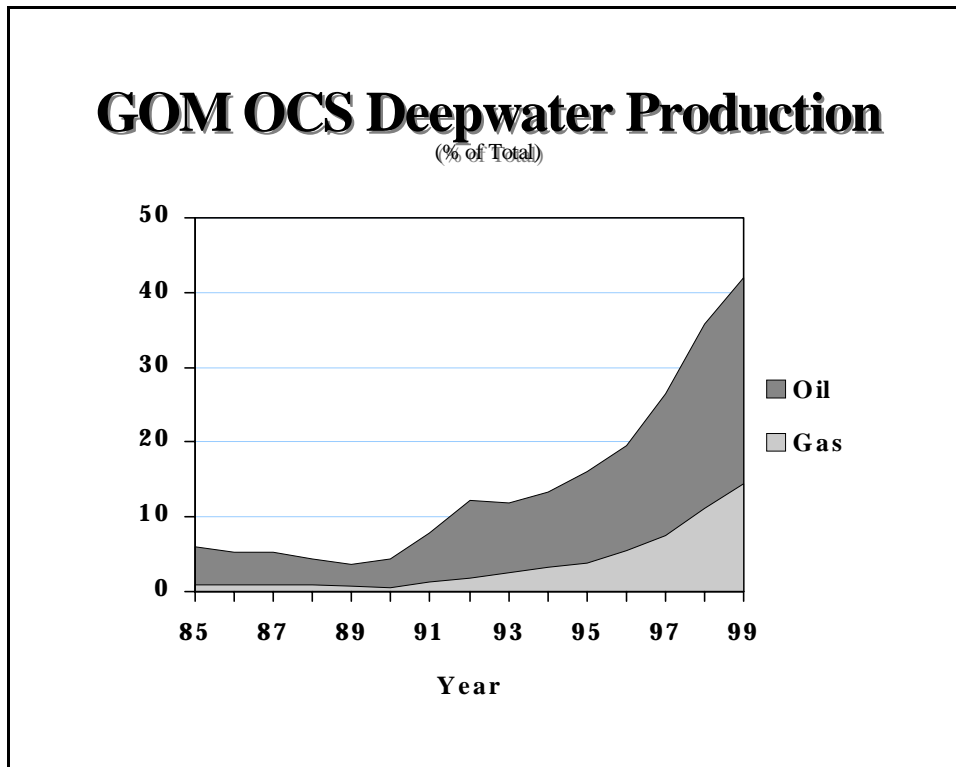 GOM OCS Deepwater Production
(% of Total)
50
40
30
20
10
0
85 87 89 91 93 95 97 99
Year
Oil
Gas